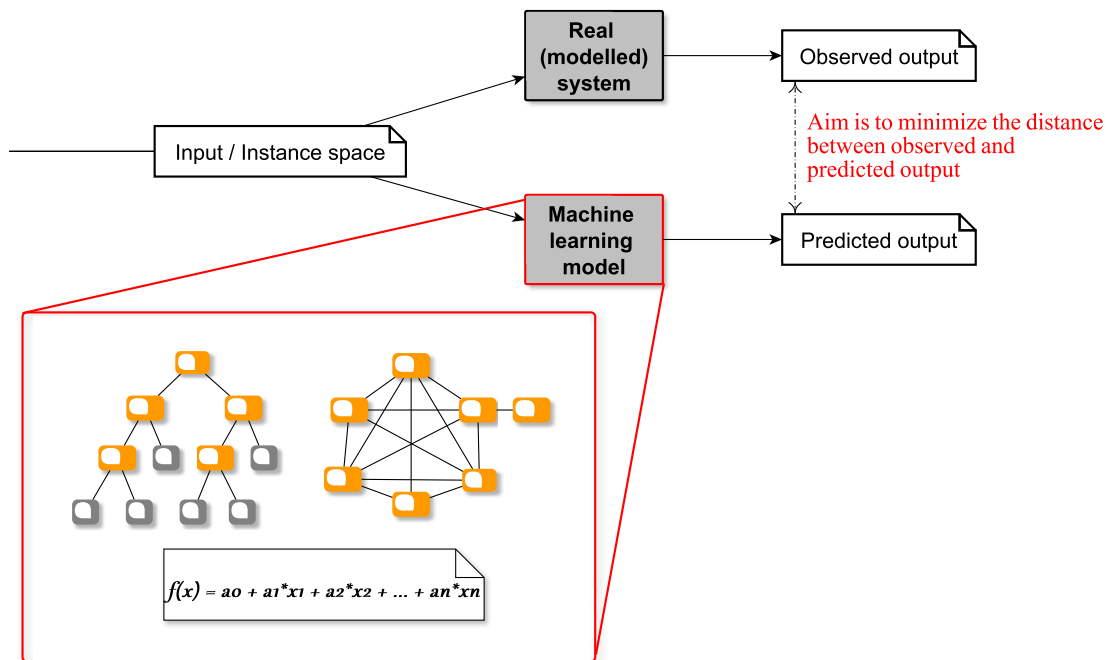 Real
(modelled)
system
Observed output
Input / Instance space
Aim is to minimize the distance
between observed and
predicted output
Machine
learning
model
Predicted output
f(x) = a0 + a1*x1 + a2*x2 + ... + an*xn